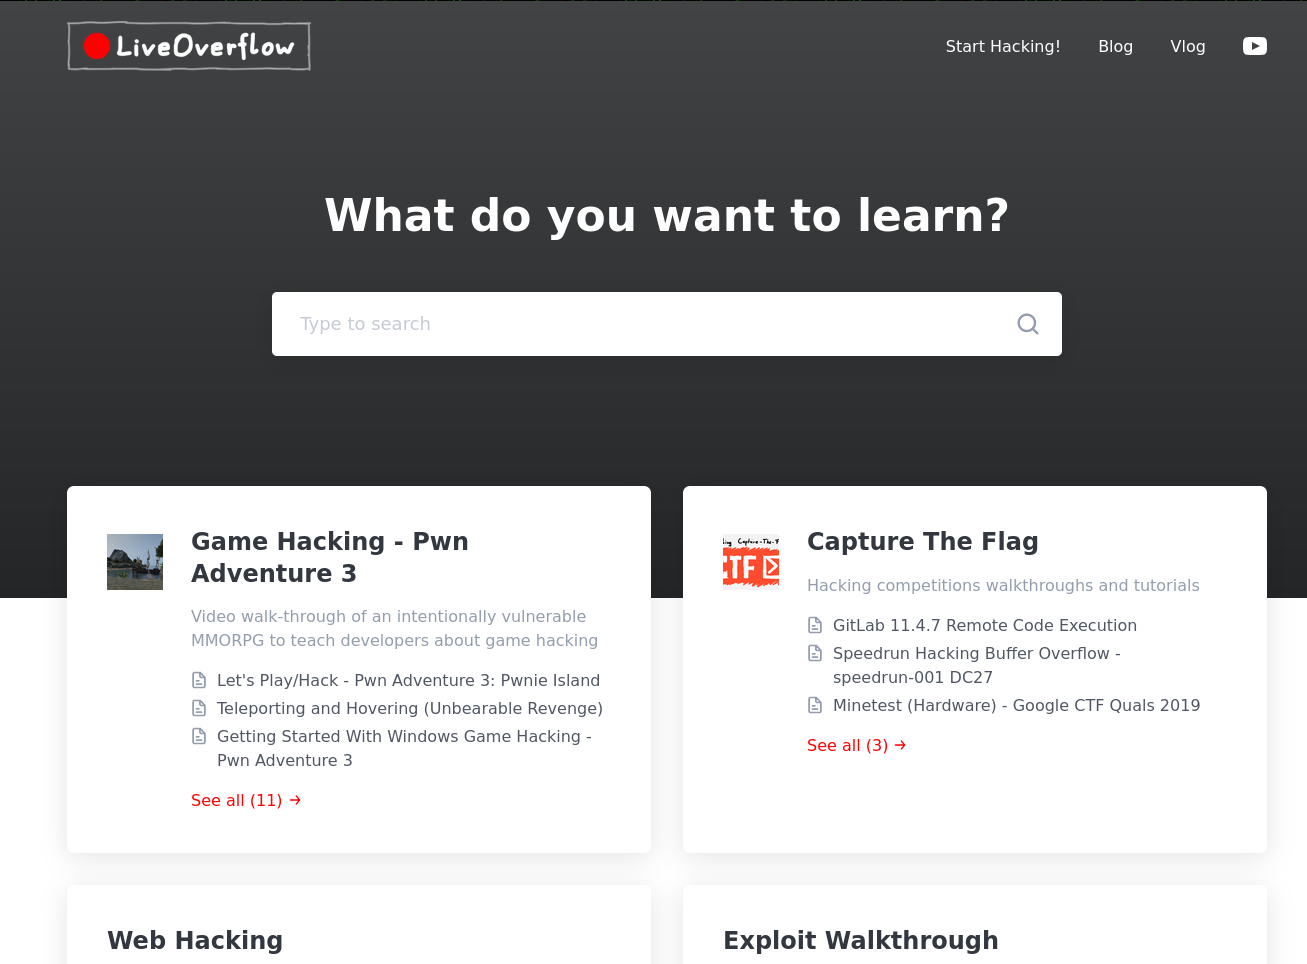 LiveOverflow
Start Hacking!
Blog
Vlog
What do you want to learn?
Type to search
Game Hacking - Pwn
Adventure 3
Video walk-through of an intentionally vulnerable
MMORPG to teach developers about game hacking
Let's Play/Hack - Pwn Adventure 3: Pwnie Island
Teleporting and Hovering (Unbearable Revenge)
Getting Started With Windows Game Hacking -
Pwn Adventure 3
See all (11) →
Capture-The-F
CTF
Capture The Flag
Hacking competitions walkthroughs and tutorials
GitLab 11.4.7 Remote Code Execution
Speedrun Hacking Buffer Overflow -
speedrun-001 DC27
Minetest (Hardware) - Google CTF Quals 2019
See all (3) →
Web Hacking
Exploit Walkthrough